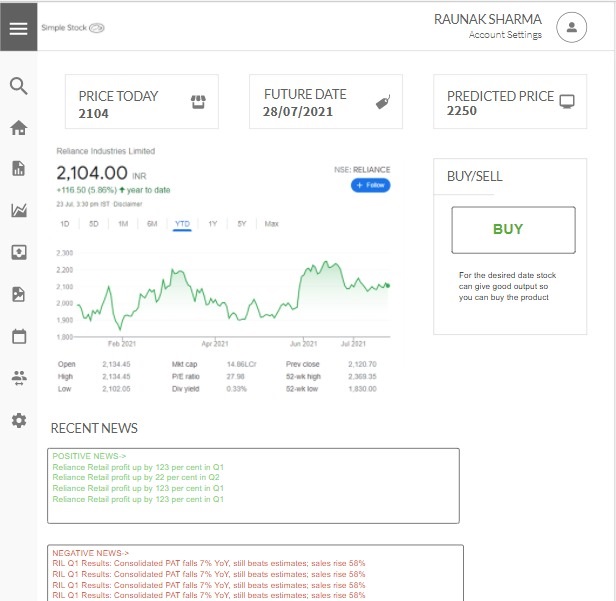 Simple Stock
RAUNAK SHARMA
Account Settings
PRICE TODAY
2104
FUTURE DATE
28/07/2021
PREDICTED PRICE
2250
Reliance Industries Limited
2,104.00 INR
+116.50 (5.86%) ↑ year to date
23 Jul, 3:30 pm IST Disclaimer
NSE: RELIANCE
+ Follow
1D 5D 1M 6M YTD 1Y 5Y Max
2,300
2,200
2,100
2,000
1,900
1,800
Feb 2021 Apr 2021 Jun 2021 Jul 2021
Open 2,134.45 Mkt cap 14.86LCr Prev close 2,120.70
High 2,134.45 P/E ratio 27.98 52-wk high 2,369.35
Low 2,102.05 Div yield 0.33% 52-wk low 1,830.00
BUY/SELL
BUY
For the desired date stock
can give good output so
you can buy the product
RECENT NEWS
POSITIVE NEWS->
Reliance Retail profit up by 123 per cent in Q1
Reliance Retail profit up by 22 per cent in Q2
Reliance Retail profit up by 123 per cent in Q1
Reliance Retail profit up by 123 per cent in Q1
NEGATIVE NEWS->
RIL Q1 Results: Consolidated PAT falls 7% YoY, still beats estimates; sales rise 58%
RIL Q1 Results: Consolidated PAT falls 7% YoY, still beats estimates; sales rise 58%
RIL Q1 Results: Consolidated PAT falls 7% YoY, still beats estimates; sales rise 58%
RIL Q1 Results: Consolidated PAT falls 7% YoY, still beats estimates; sales rise 58%